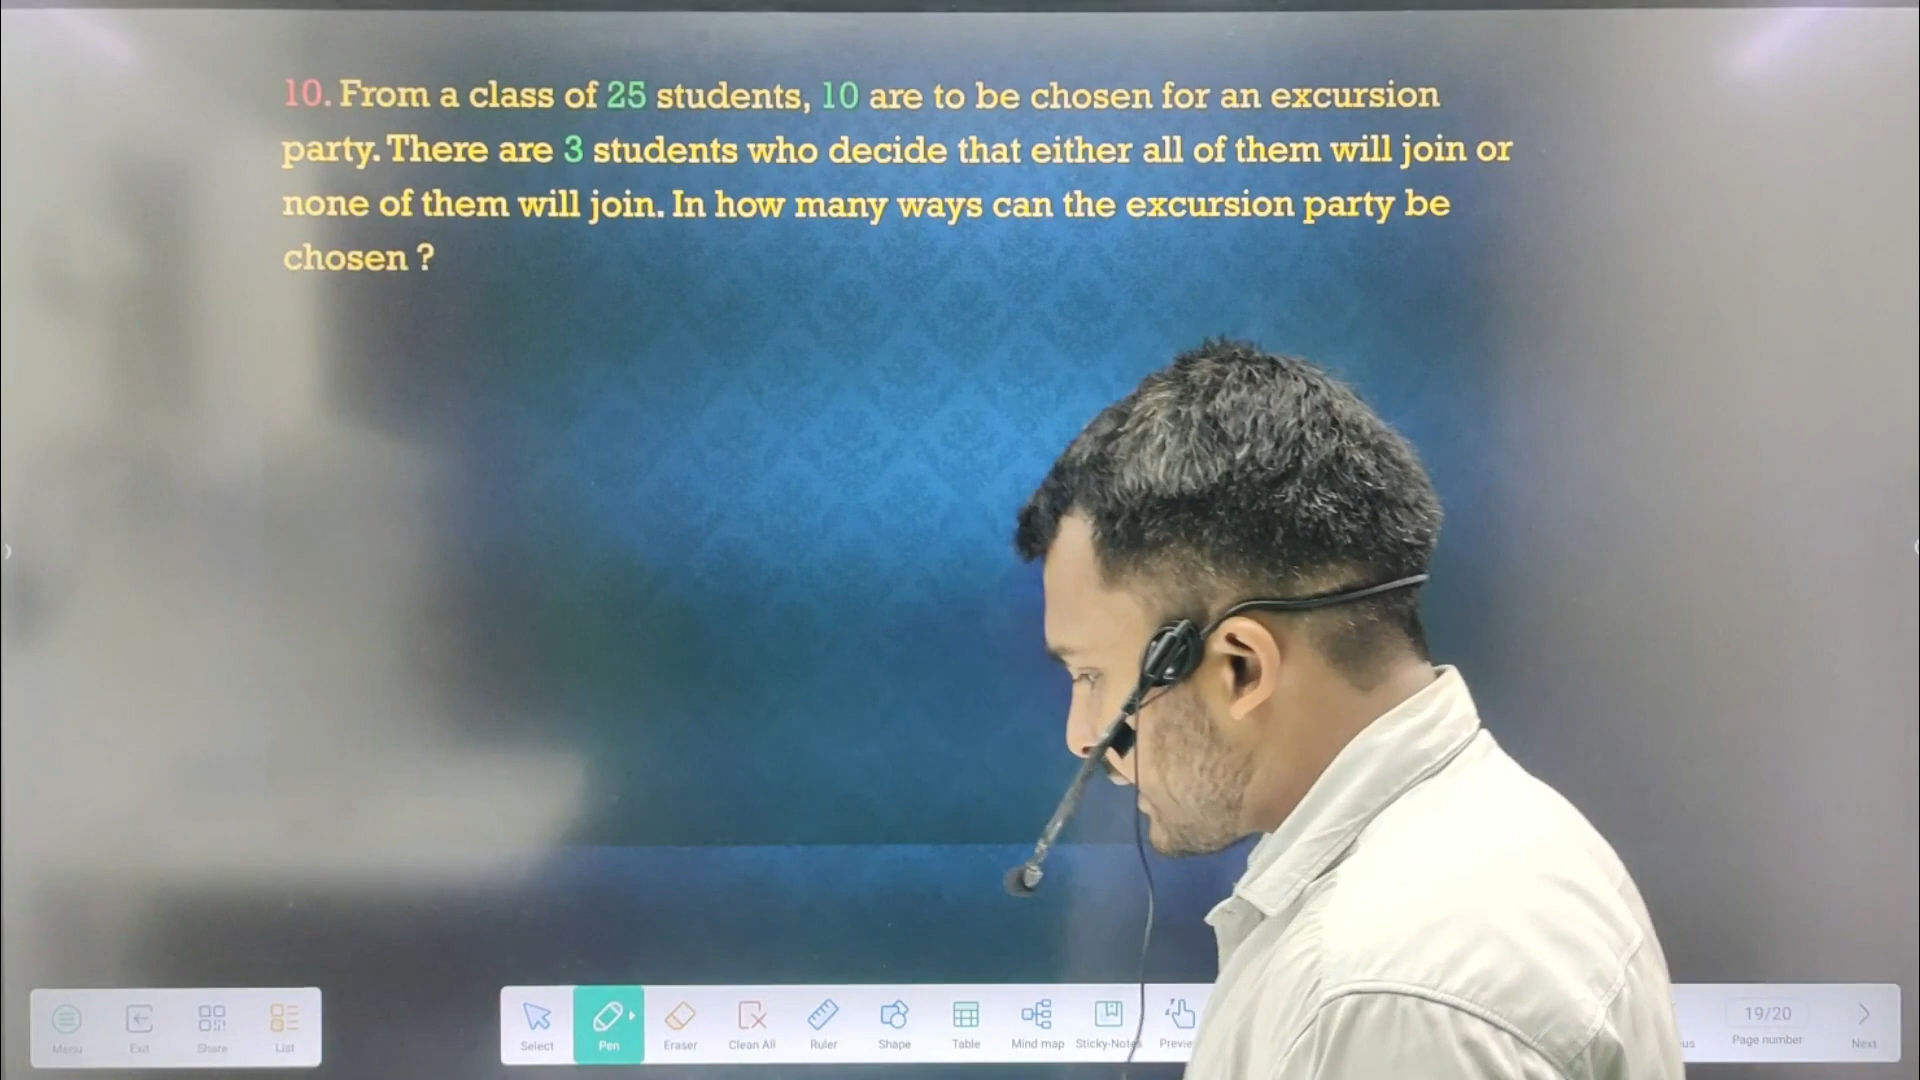 10. From a class of 25 students, 10 are to be chosen for an excursion
party. There are 3 students who decide that either all of them will join or
none of them will join. In how many ways can the excursion party be
chosen ?
Menu Exit Share List
Select Pen Eraser Clean All Ruler Shape Table Mind map Sticky-Note
19/20
Page number Next